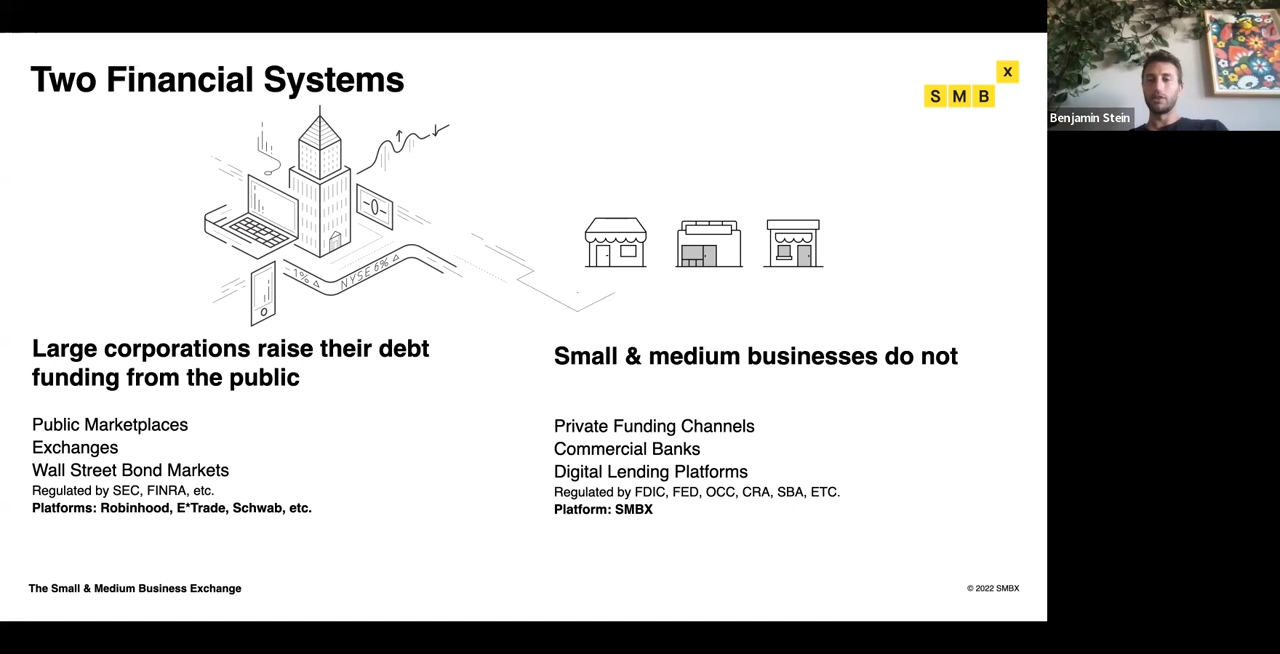 Two Financial Systems
X
SMB
Benjamin Stein
-1%
NYSE 6%
Large corporations raise their debt
funding from the public
Public Marketplaces
Exchanges
Wall Street Bond Markets
Regulated by SEC, FINRA, etc.
Platforms: Robinhood, E*Trade, Schwab, etc.
Small & medium businesses do not
Private Funding Channels
Commercial Banks
Digital Lending Platforms
Regulated by FDIC, FED, OCC, CRA, SBA, ETC.
Platform: SMBX
The Small & Medium Business Exchange
© 2022 SMBX